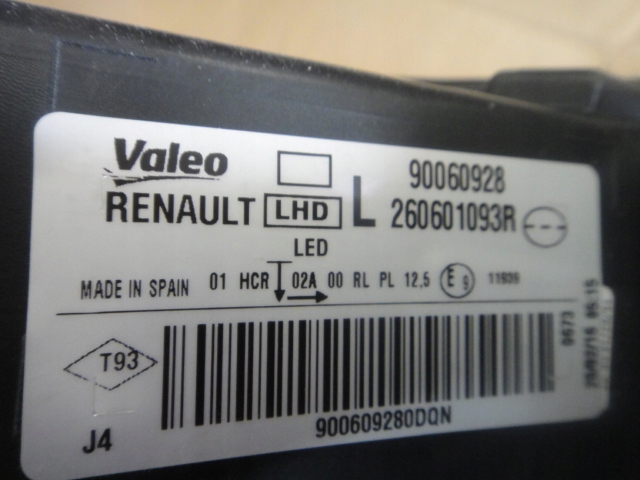 Valeo
90060928
RENAULT LHD L 260601093R
LED
MADE IN SPAIN 01 HCR 02A 00 RL PL 12,5 E9
T93
J4
900609280DQN
0673